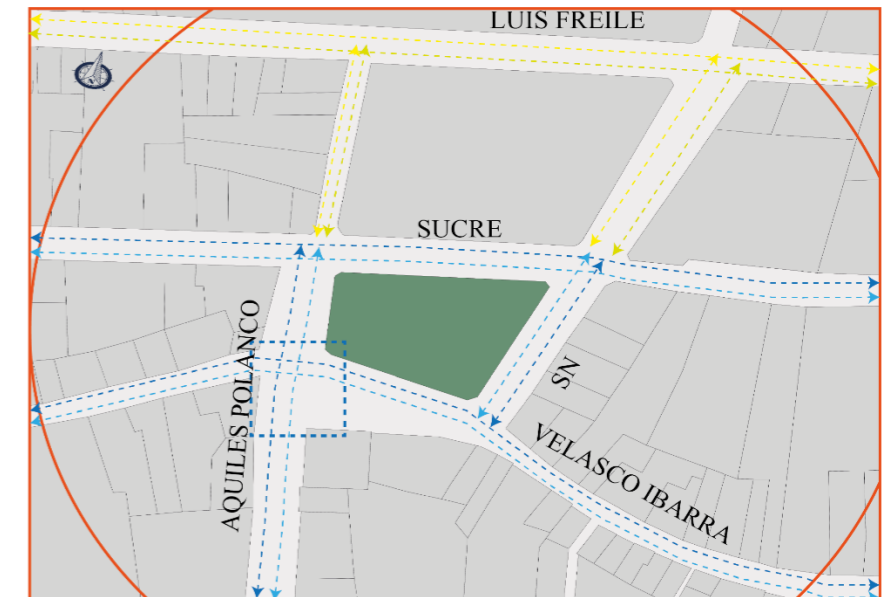 LUIS FREILE
SUCRE
AQUILES POLANCO
SN
VELASCO IBARRA